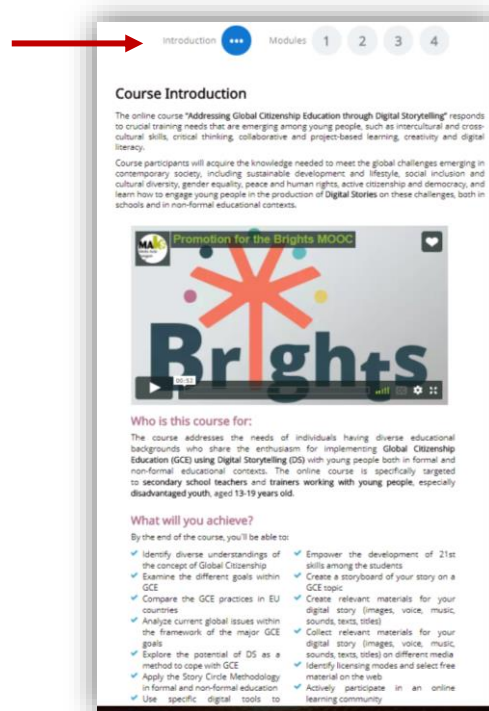 Introduction ••• Modules 1 2 3 4
Course Introduction
The online course "Addressing Global Citizenship Education through Digital Storytelling" responds
to crucial training needs that are emerging among young people, such as intercultural and cross-
cultural skills, critical thinking, collaborative and project-based learning, creativity and digital
literacy.
Course participants will acquire the knowledge needed to meet the global challenges emerging in
contemporary society, including sustainable development and lifestyle, social inclusion and
cultural diversity, gender equality, peace and human rights, active citizenship and democracy, and
learn how to engage young people in the production of Digital Stories on these challenges, both in
schools and in non-formal educational contexts.
Promotion for the Brights MOOC
Brights
00:52
Who is this course for:
The course addresses the needs of individuals having diverse educational
backgrounds who share the enthusiasm for implementing Global Citizenship
Education (GCE) using Digital Storytelling (DS) with young people both in formal and
non-formal educational contexts. The online course is specifically targeted
to secondary school teachers and trainers working with young people, especially
disadvantaged youth, aged 13-19 years old.
What will you achieve?
By the end of the course, you'll be able to:
Identify diverse understandings of
the concept of Global Citizenship
Examine the different goals within
GCE
Compare the GCE practices in EU
countries
Analyze current global issues within
the framework of the major GCE
goals
Explore the potential of DS as a
method to cope with GCE
Apply the Story Circle Methodology
in formal and non-formal education
Use specific digital tools to
Empower the development of 21st
skills among the students
Create a storyboard of your story on a
GCE topic
Create relevant materials for your
digital story (images, voice, music,
sounds, texts, titles)
Collect relevant materials for your
digital story (images, voice, music,
sounds, texts, titles) on different media
Identify licensing modes and select free
material on the web
Actively participate in an online
learning community